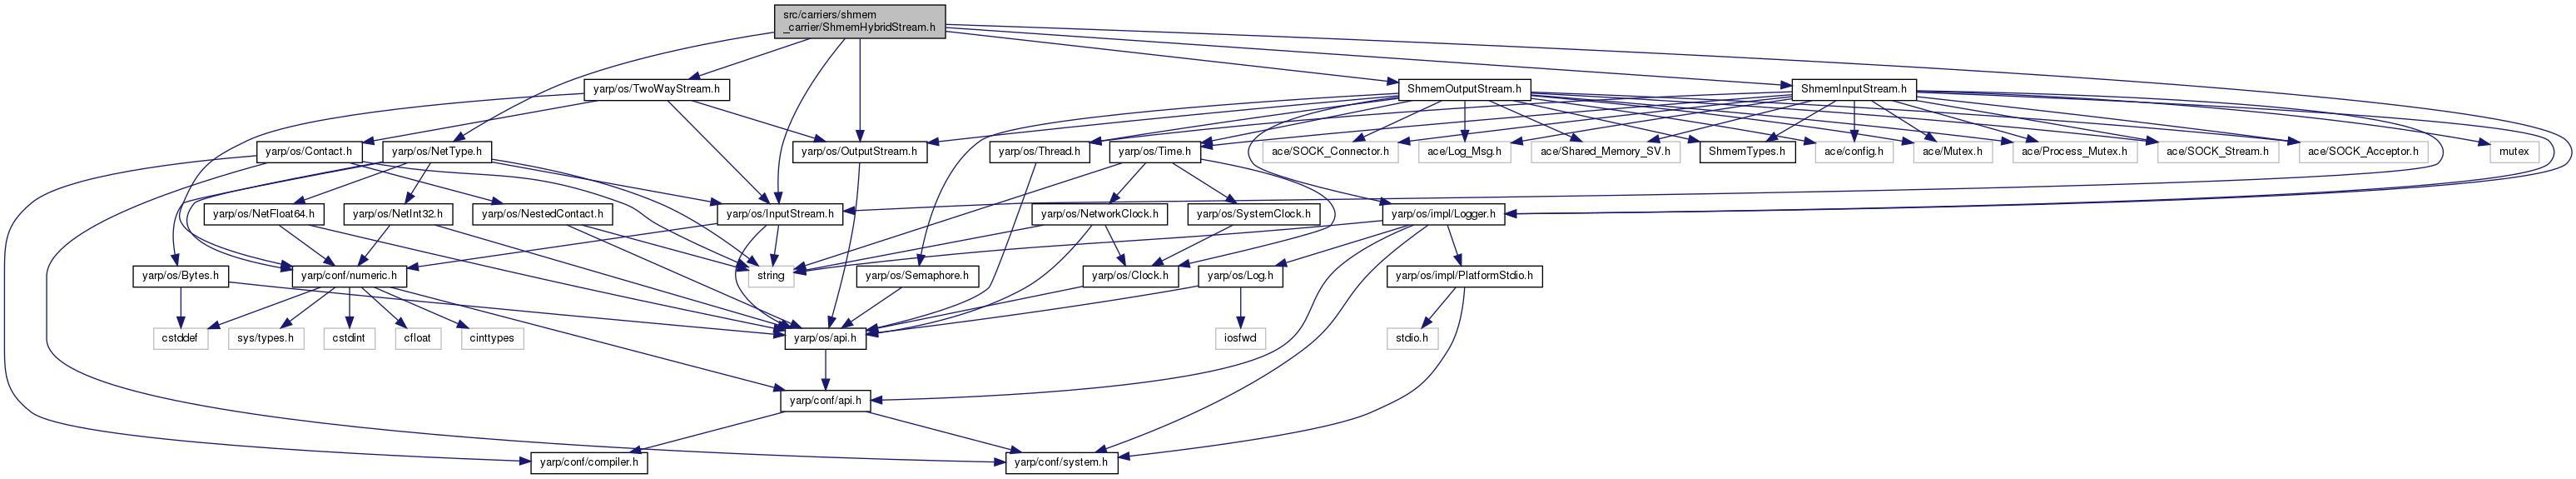 src/carriers/shmem
_carrier/ShmemHybridStream.h
yarp/os/TwoWayStream.h
ShmemOutputStream.h
ShmemInputStream.h
yarp/os/Contact.h
yarp/os/NetType.h
yarp/os/OutputStream.h
yarp/os/Thread.h
yarp/os/Time.h
ace/SOCK_Connector.h
ace/Log_Msg.h
ace/Shared_Memory_SV.h
ShmemTypes.h
ace/config.h
ace/Mutex.h
ace/Process_Mutex.h
ace/SOCK_Stream.h
ace/SOCK_Acceptor.h
mutex
yarp/os/NetFloat64.h
yarp/os/NetInt32.h
yarp/os/NestedContact.h
yarp/os/InputStream.h
yarp/os/NetworkClock.h
yarp/os/SystemClock.h
yarp/os/impl/Logger.h
yarp/os/Bytes.h
yarp/conf/numeric.h
string
yarp/os/Semaphore.h
yarp/os/Clock.h
yarp/os/Log.h
yarp/os/impl/PlatformStdio.h
cstddef
sys/types.h
cstdint
cfloat
cinttypes
yarp/os/api.h
iosfwd
stdio.h
yarp/conf/api.h
yarp/conf/compiler.h
yarp/conf/system.h